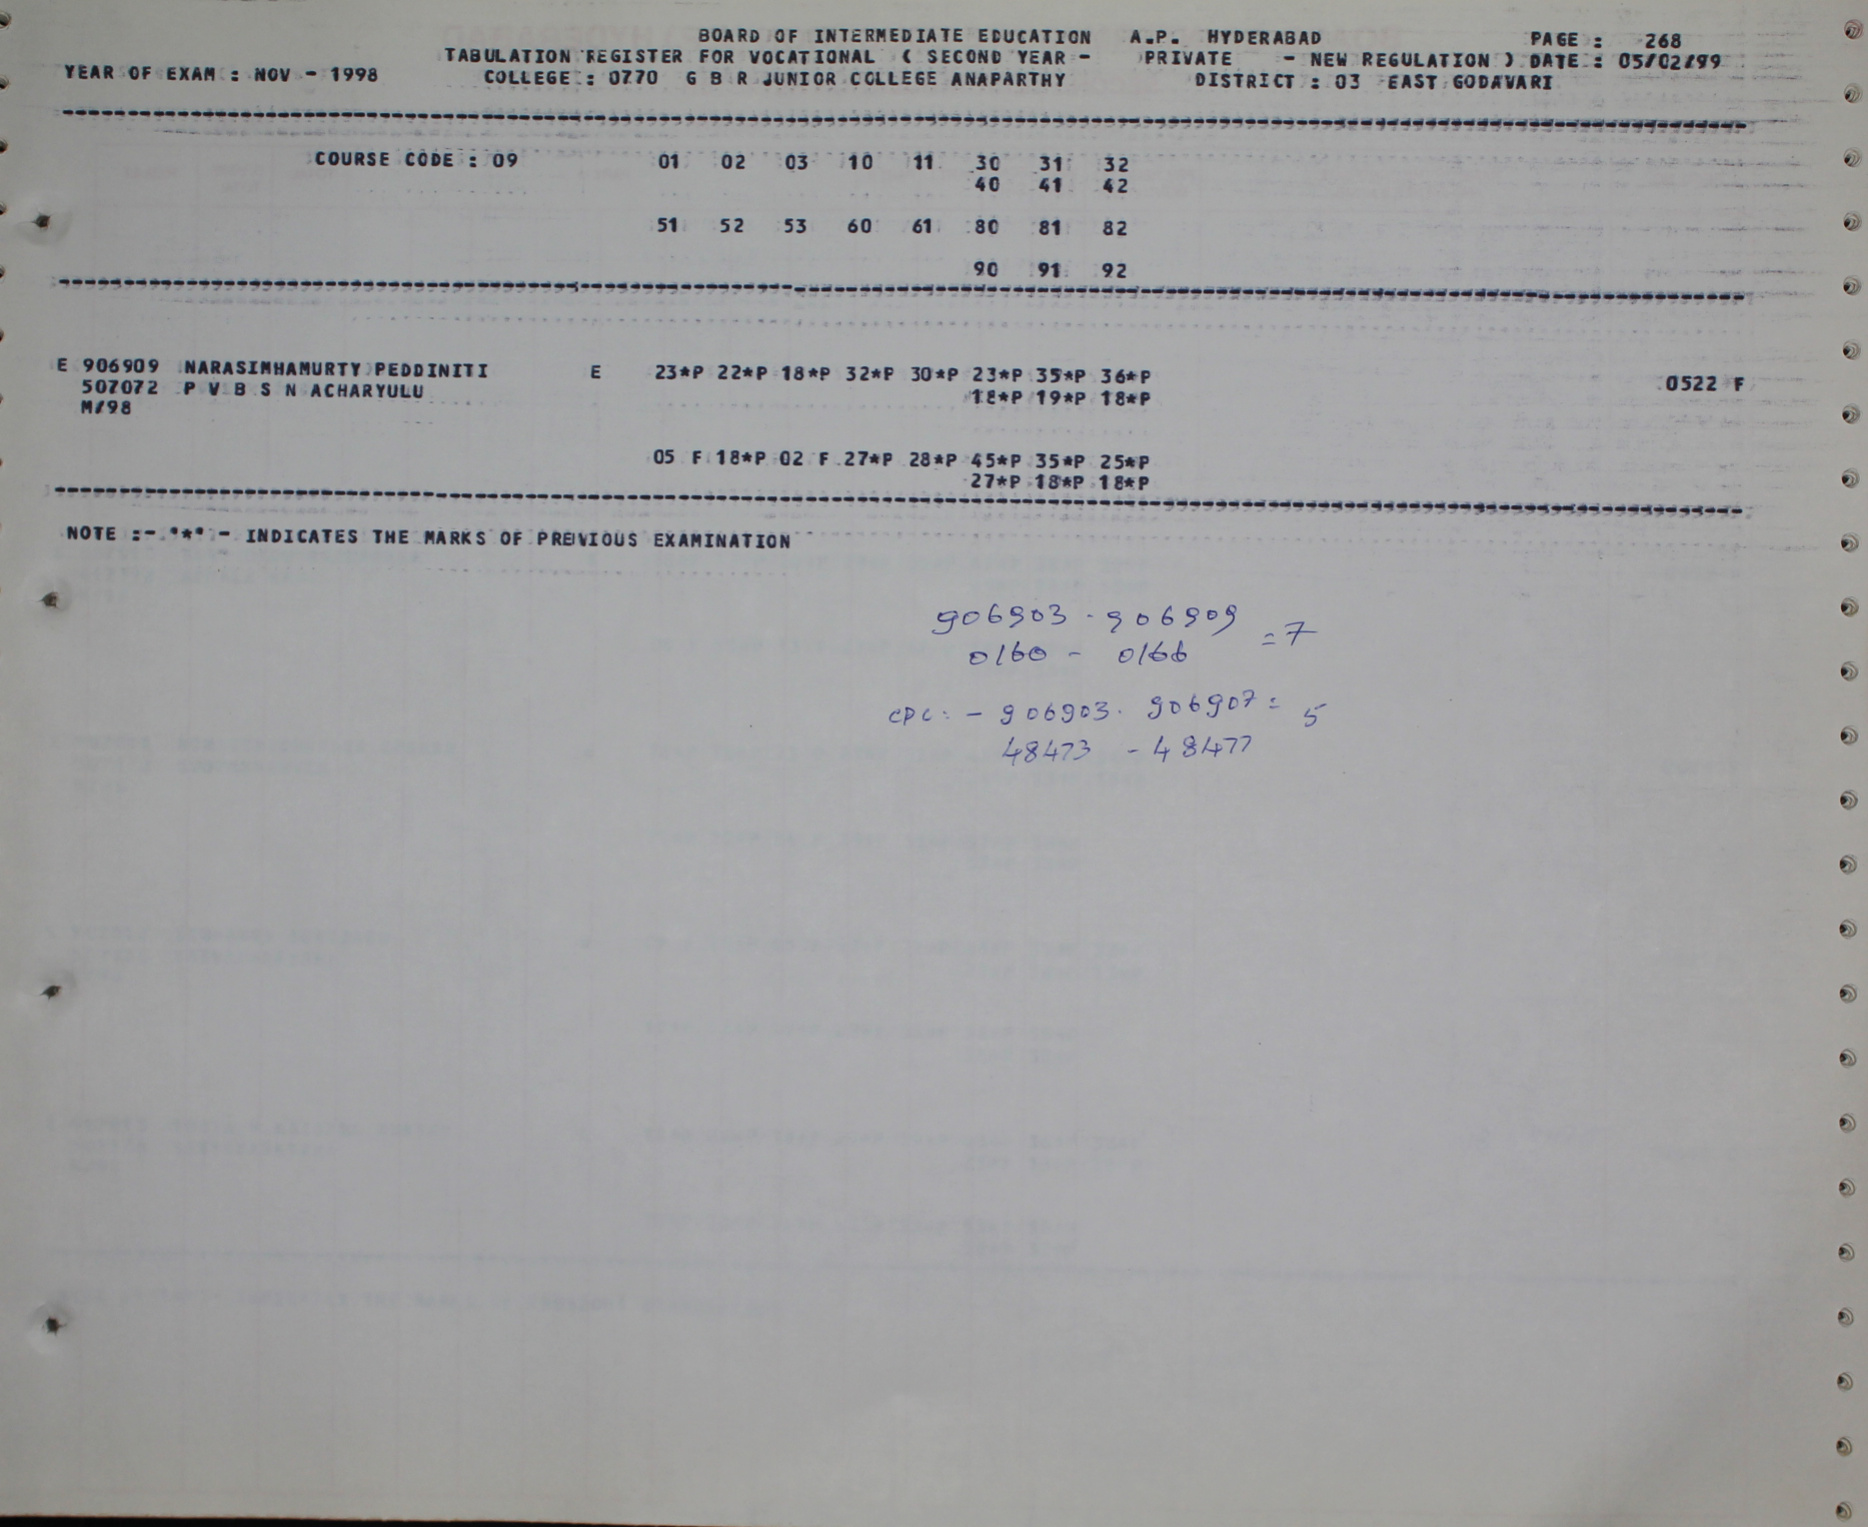 BOARD OF INTERMEDIATE EDUCATION A.P. HYDERABAD PAGE : 268
TABULATION REGISTER FOR VOCATIONAL ( SECOND YEAR - PRIVATE - NEW REGULATION ) DATE : 05/02/99
YEAR OF EXAM : NOV - 1998 COLLEGE : 0770 G B R JUNIOR COLLEGE ANAPARTHY DISTRICT : 03 EAST GODAVARI
COURSE CODE : 09 01 02 03 10 11 30 31 32
40 41 42
51 52 53 60 61 80 81 82
90 91 92
E 906909 NARASIMHAMURTY PEDDINITI E 23*P 22*P 18*P 32*P 30*P 23*P 35*P 36*P 0522 F
507072 P V B S N ACHARYULU 18*P 19*P 18*P
M/98
05 F 18*P 02 F 27*P 28*P 45*P 35*P 25*P
27*P 18*P 18*P
NOTE :- "*" - INDICATES THE MARKS OF PREVIOUS EXAMINATION
906903 - 906909 = 7
0160 - 0166
CPC: - 906903 - 906907 = 5
48473 - 48477